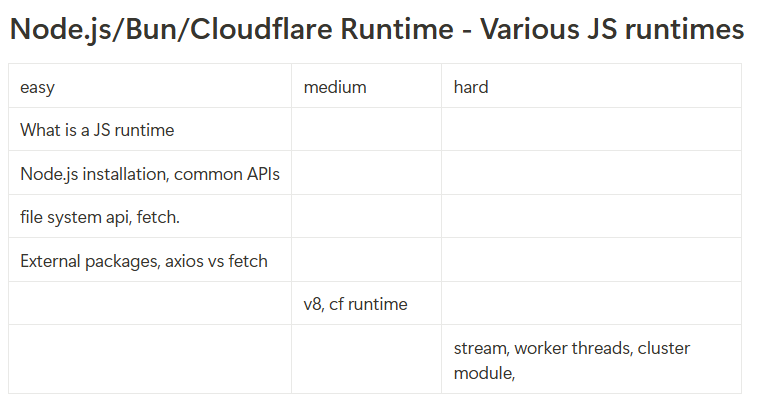 Node.js/Bun/Cloudflare Runtime - Various JS runtimes
easy medium hard
What is a JS runtime
Node.js installation, common APIs
file system api, fetch.
External packages, axios vs fetch
v8, cf runtime
stream, worker threads, cluster
module,